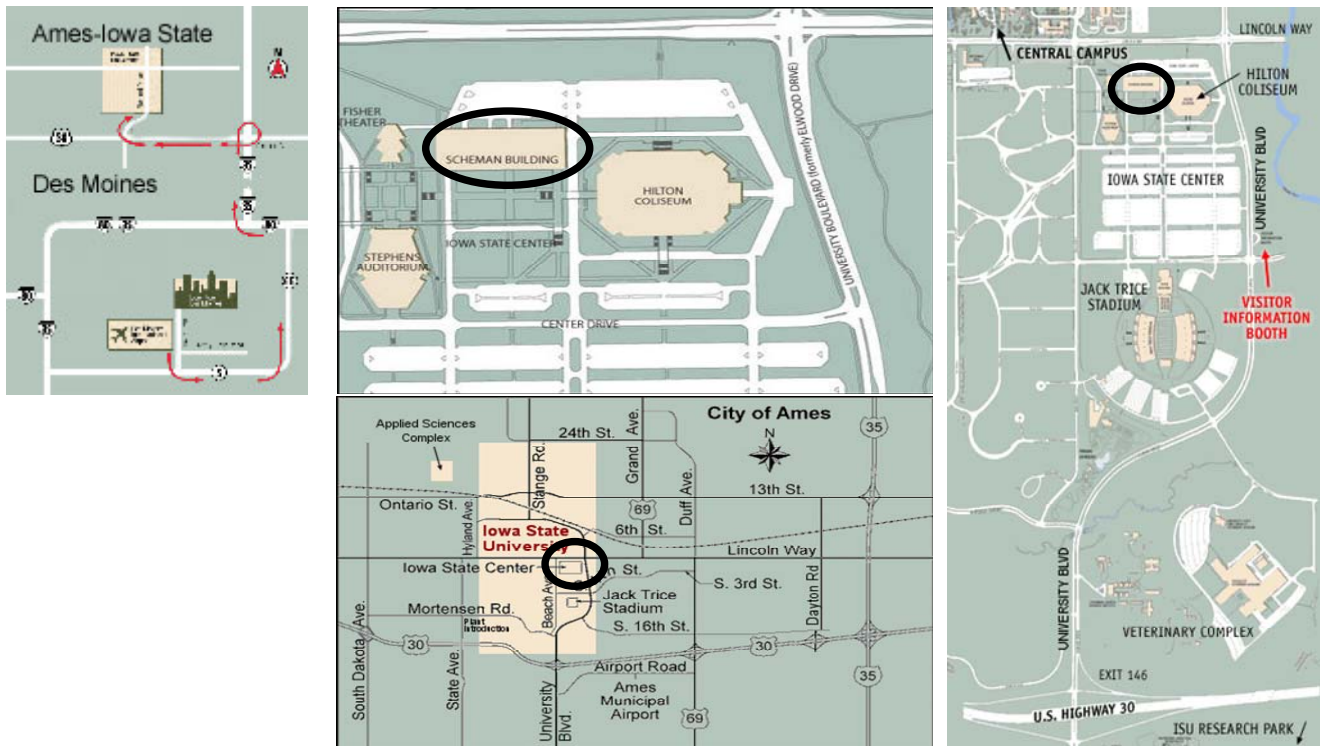 Ames-Iowa State
N
Des Moines
35
5
FISHER
THEATER
SCHEMAN BUILDING
HILTON
COLISEUM
IOWA STATE CENTER
STEPHENS
AUDITORIUM
CENTER DRIVE
UNIVERSITY BOULEVARD (formerly ELWOOD DRIVE)
City of Ames
N
Applied Sciences
Complex
24th St.
Grand Ave.
Stange Rd.
Duff Ave.
35
13th St.
Ontario St.
Hyland Ave.
69
6th St.
Iowa State
University
Lincoln Way
Iowa State Center
S. 3rd St.
Beach Ave.
Jack Trice
Stadium
Dayton Rd
Mortensen Rd.
Plant
Introduction
S. 16th St.
30
30
South Dakota Ave.
State Ave.
Airport Road
University
Blvd.
Ames
Municipal
Airport
69
35
LINCOLN WAY
CENTRAL CAMPUS
HILTON
COLISEUM
IOWA STATE CENTER
UNIVERSITY BLVD
JACK TRICE
STADIUM
VISITOR
INFORMATION
BOOTH
UNIVERSITY BLVD
VETERINARY COMPLEX
EXIT 146
U.S. HIGHWAY 30
ISU RESEARCH PARK